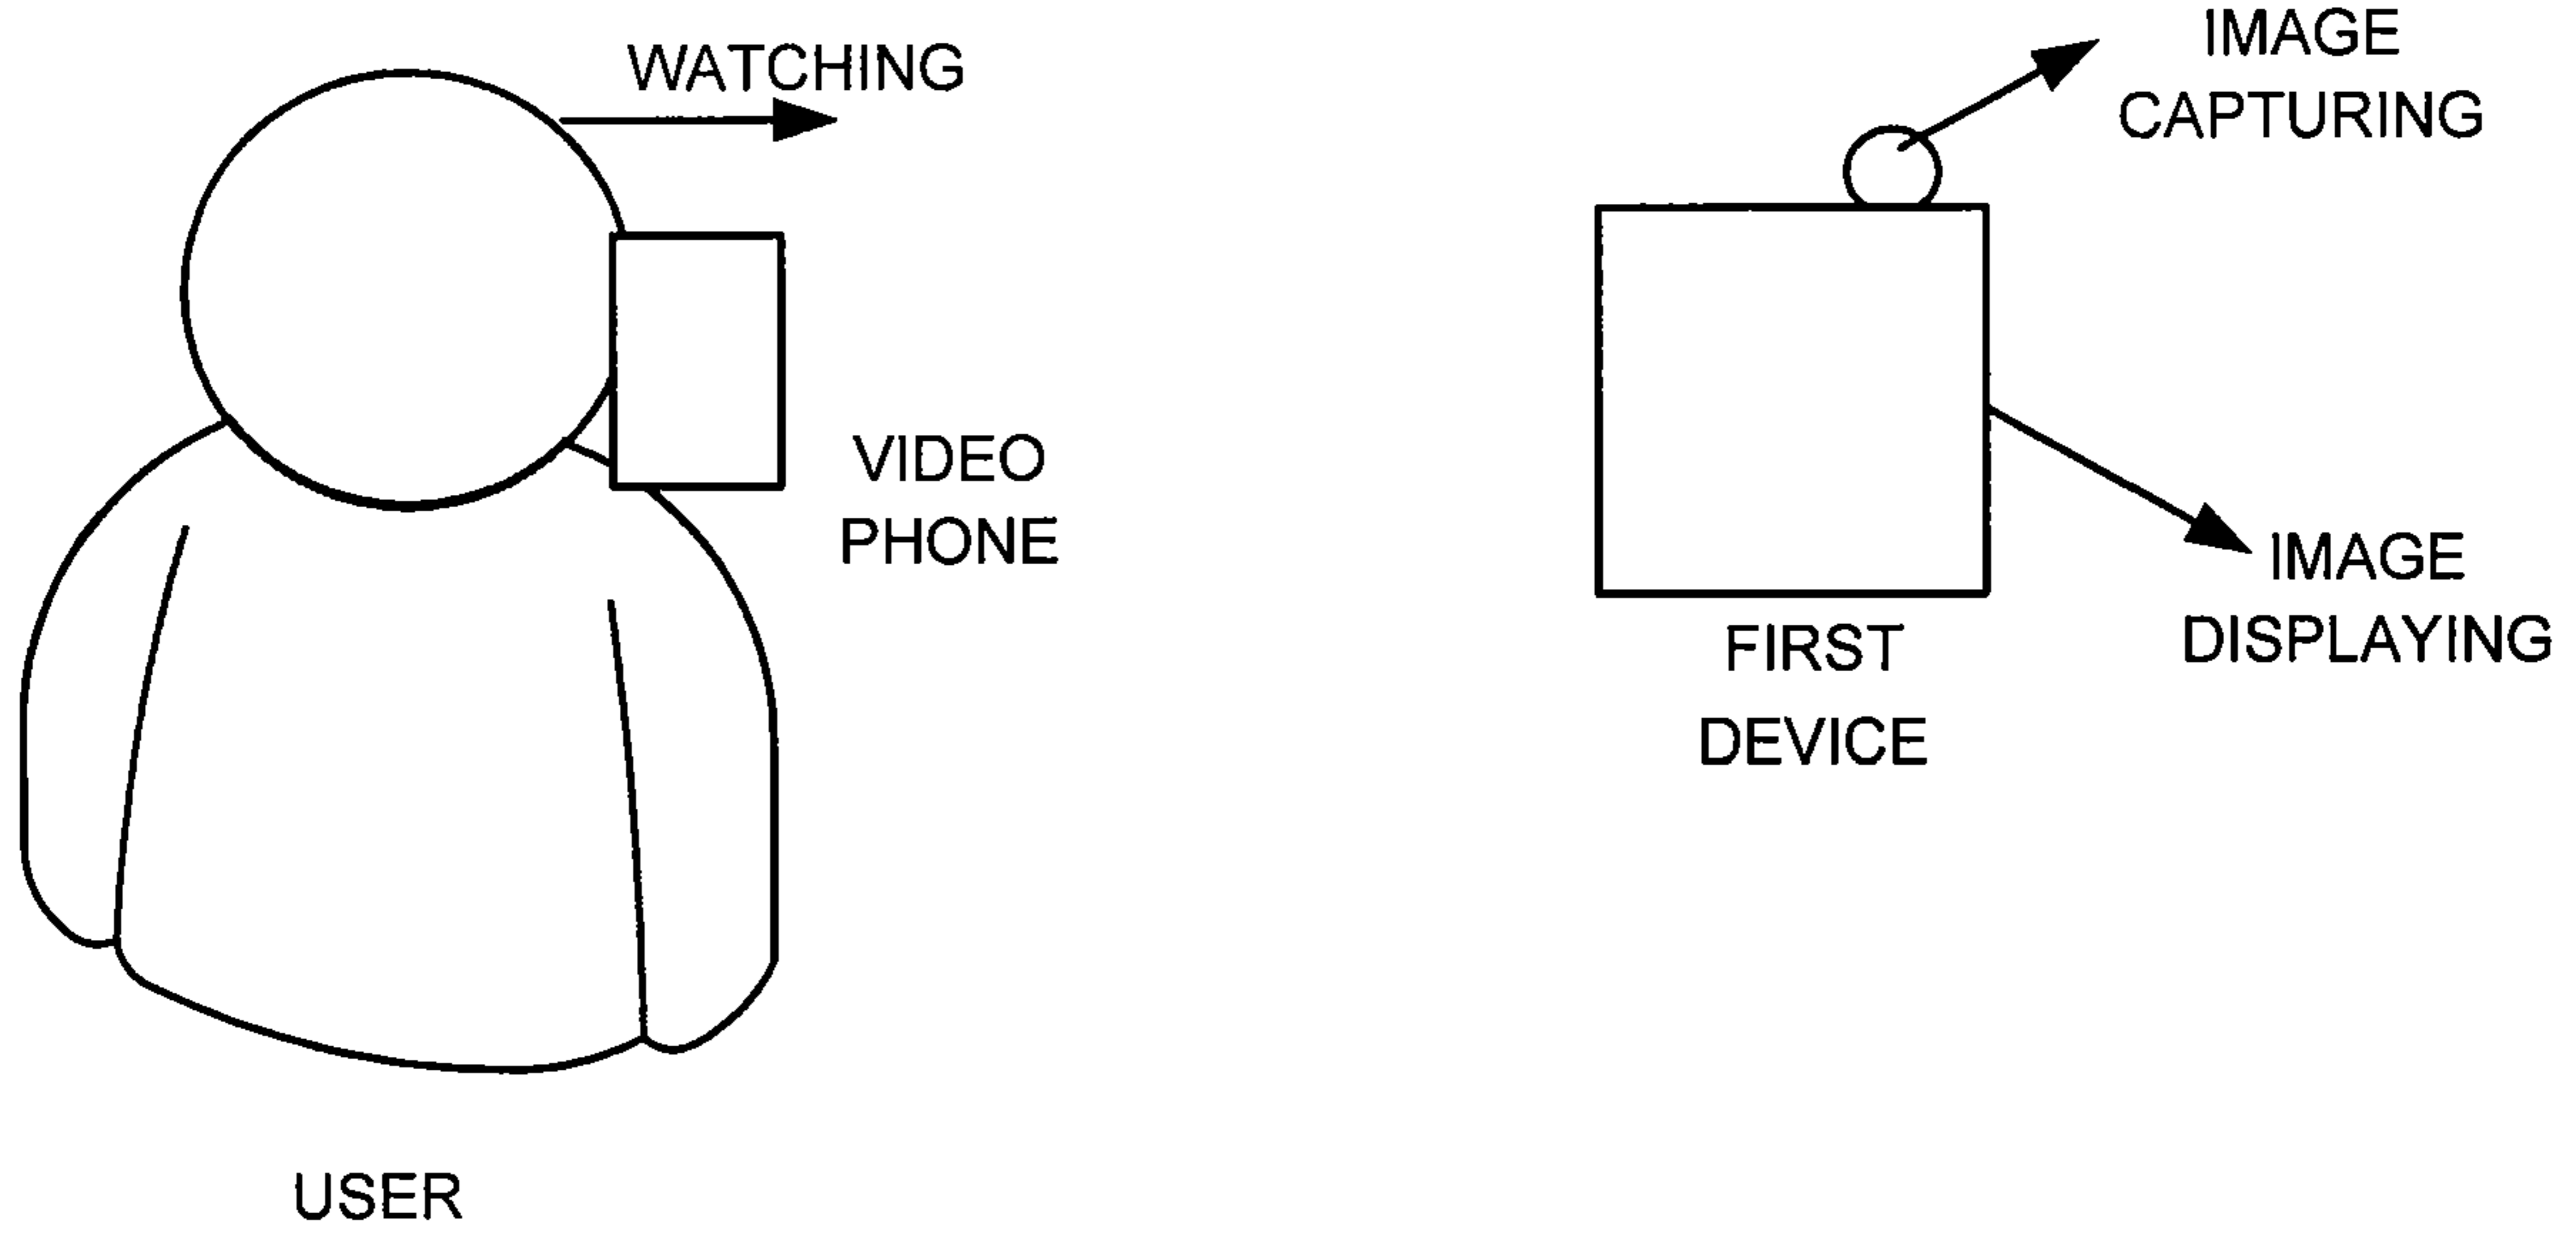 WATCHING
VIDEO
PHONE
USER
IMAGE
CAPTURING
FIRST
DEVICE
IMAGE
DISPLAYING